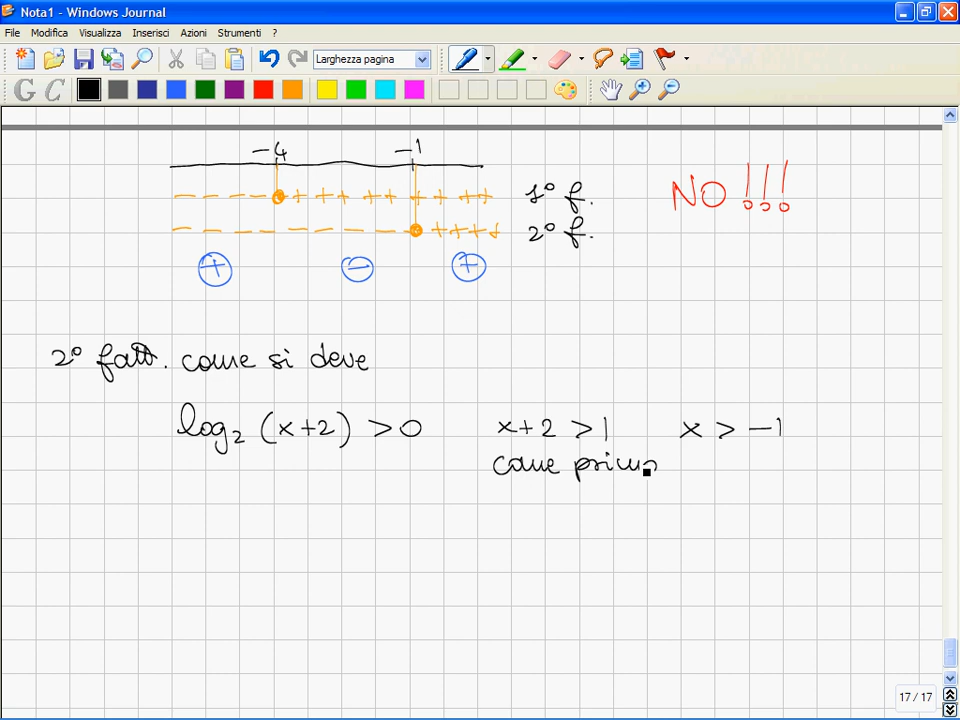 Nota1 - Windows Journal
File Modifica Visualizza Inserisci Azioni Strumenti ?
Larghezza pagina
G C
-4 -1
- - - - + + + + + + + + 1° f. NO!!!
- - - - - - - - + + + + 2° f.
+ - +
2° fatt. come si deve
log₂ (x+2) > 0 x+2 > 1 x > -1
come prima
17 / 17